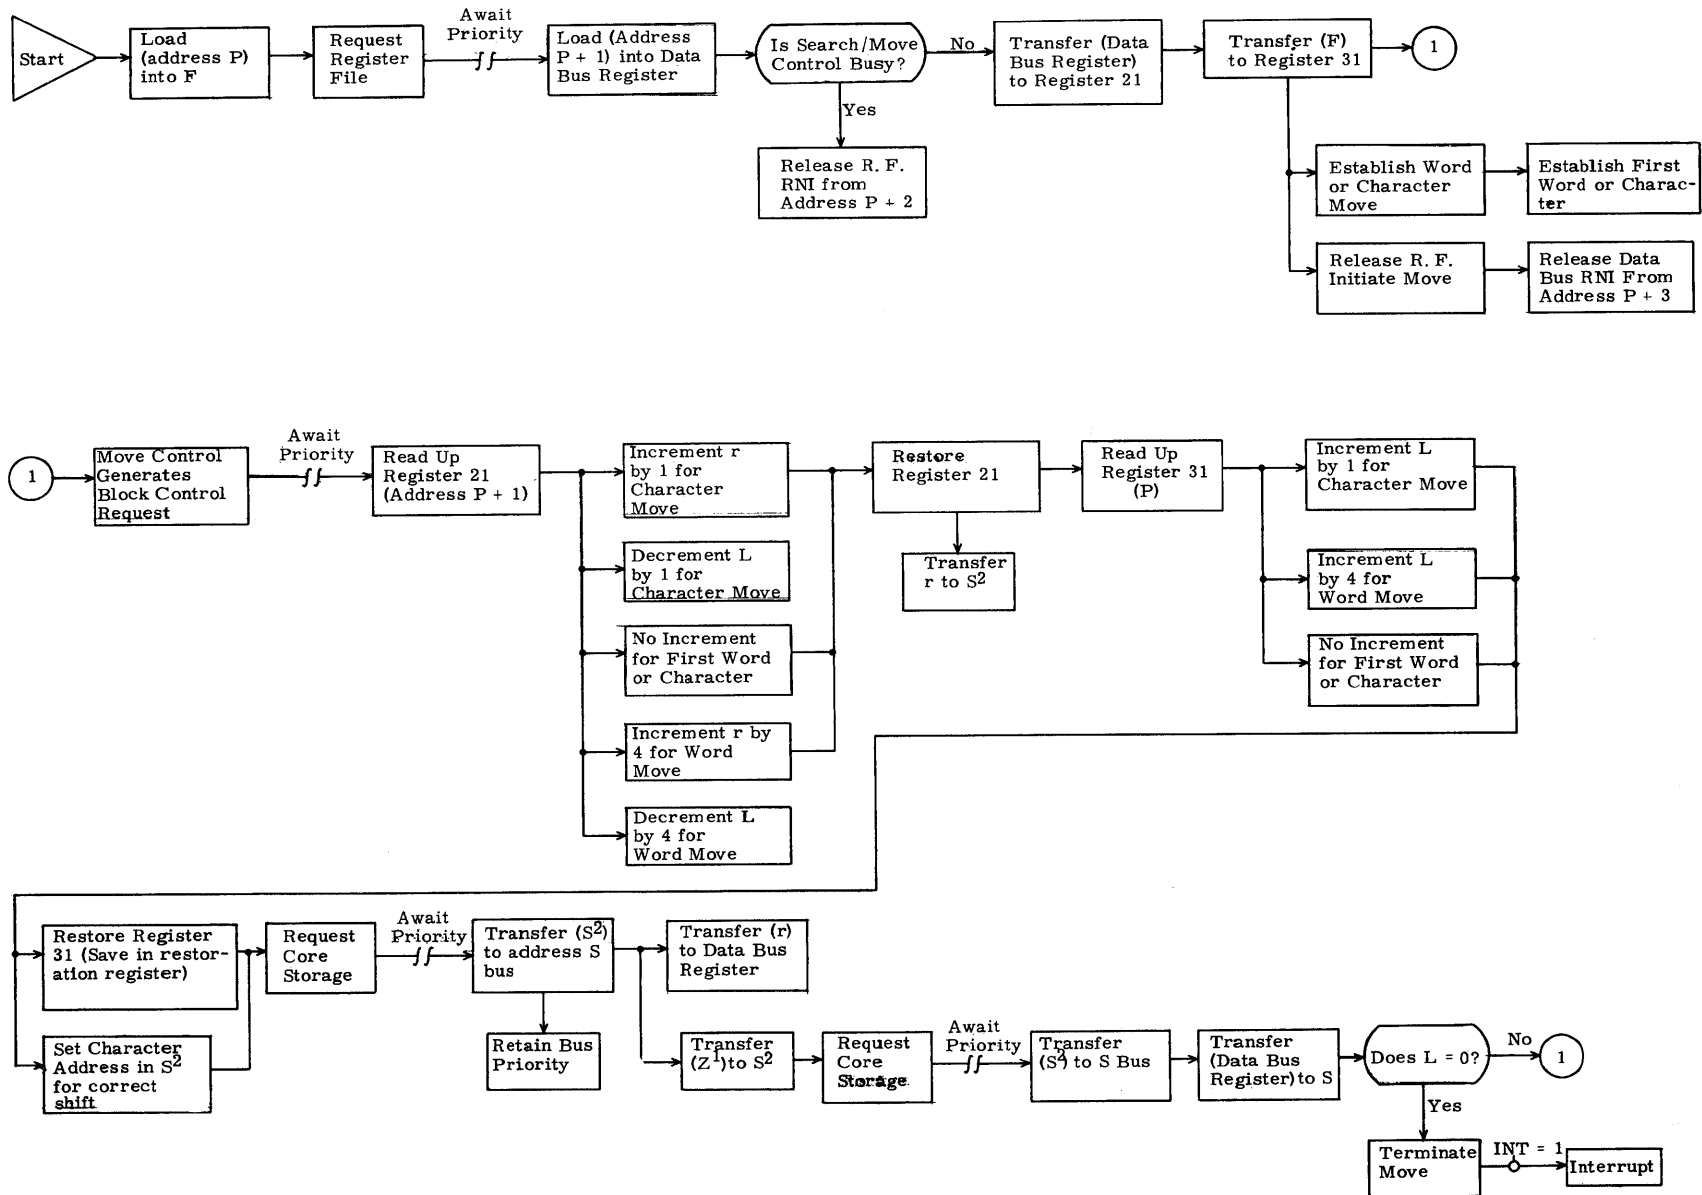 Start
Load
(address P)
into F
Request
Register
File
Await
Priority
Load (Address
P + 1) into Data
Bus Register
Is Search/Move
Control Busy?
No
Yes
Release R. F.
RNI from
Address P + 2
Transfer (Data
Bus Register)
to Register 21
Transfer (F)
to Register 31
1
Establish Word
or Character
Move
Establish First
Word or Charac-
ter
Release R. F.
Initiate Move
Release Data
Bus RNI From
Address P + 3
1
Move Control
Generates
Block Control
Request
Await
Priority
Read Up
Register 21
(Address P + 1)
Increment r
by 1 for
Character
Move
Decrement L
by 1 for
Character Move
No Increment
for First Word
or Character
Increment r by
4 for Word
Move
Decrement L
by 4 for
Word Move
Restore
Register 21
Transfer
r to S²
Read Up
Register 31
(P)
Increment L
by 1 for
Character Move
Increment L
by 4 for
Word Move
No Increment
for First Word
or Character
Restore Register
31 (Save in restor-
ation register)
Set Character
Address in S²
for correct
shift
Request
Core
Storage
Await
Priority
Transfer (S²)
to address S
bus
Retain Bus
Priority
Transfer (r)
to Data Bus
Register
Transfer
(Z¹)to S²
Request
Core
Storage
Await
Priority
Transfer
(S²) to S Bus
Transfer
(Data Bus
Register)to S
Does L = 0?
No
1
Yes
Terminate
Move
INT = 1
Interrupt